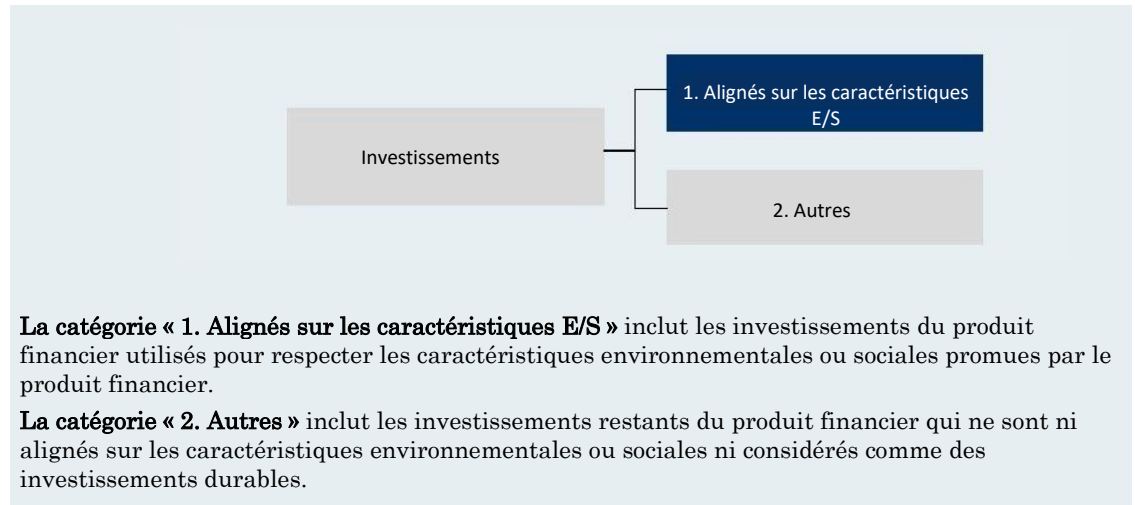 1. Alignés sur les caractéristiques
E/S
Investissements
2. Autres
La catégorie « 1. Alignés sur les caractéristiques E/S » inclut les investissements du produit
financier utilisés pour respecter les caractéristiques environnementales ou sociales promues par le
produit financier.
La catégorie « 2. Autres » inclut les investissements restants du produit financier qui ne sont ni
alignés sur les caractéristiques environnementales ou sociales ni considérés comme des
investissements durables.